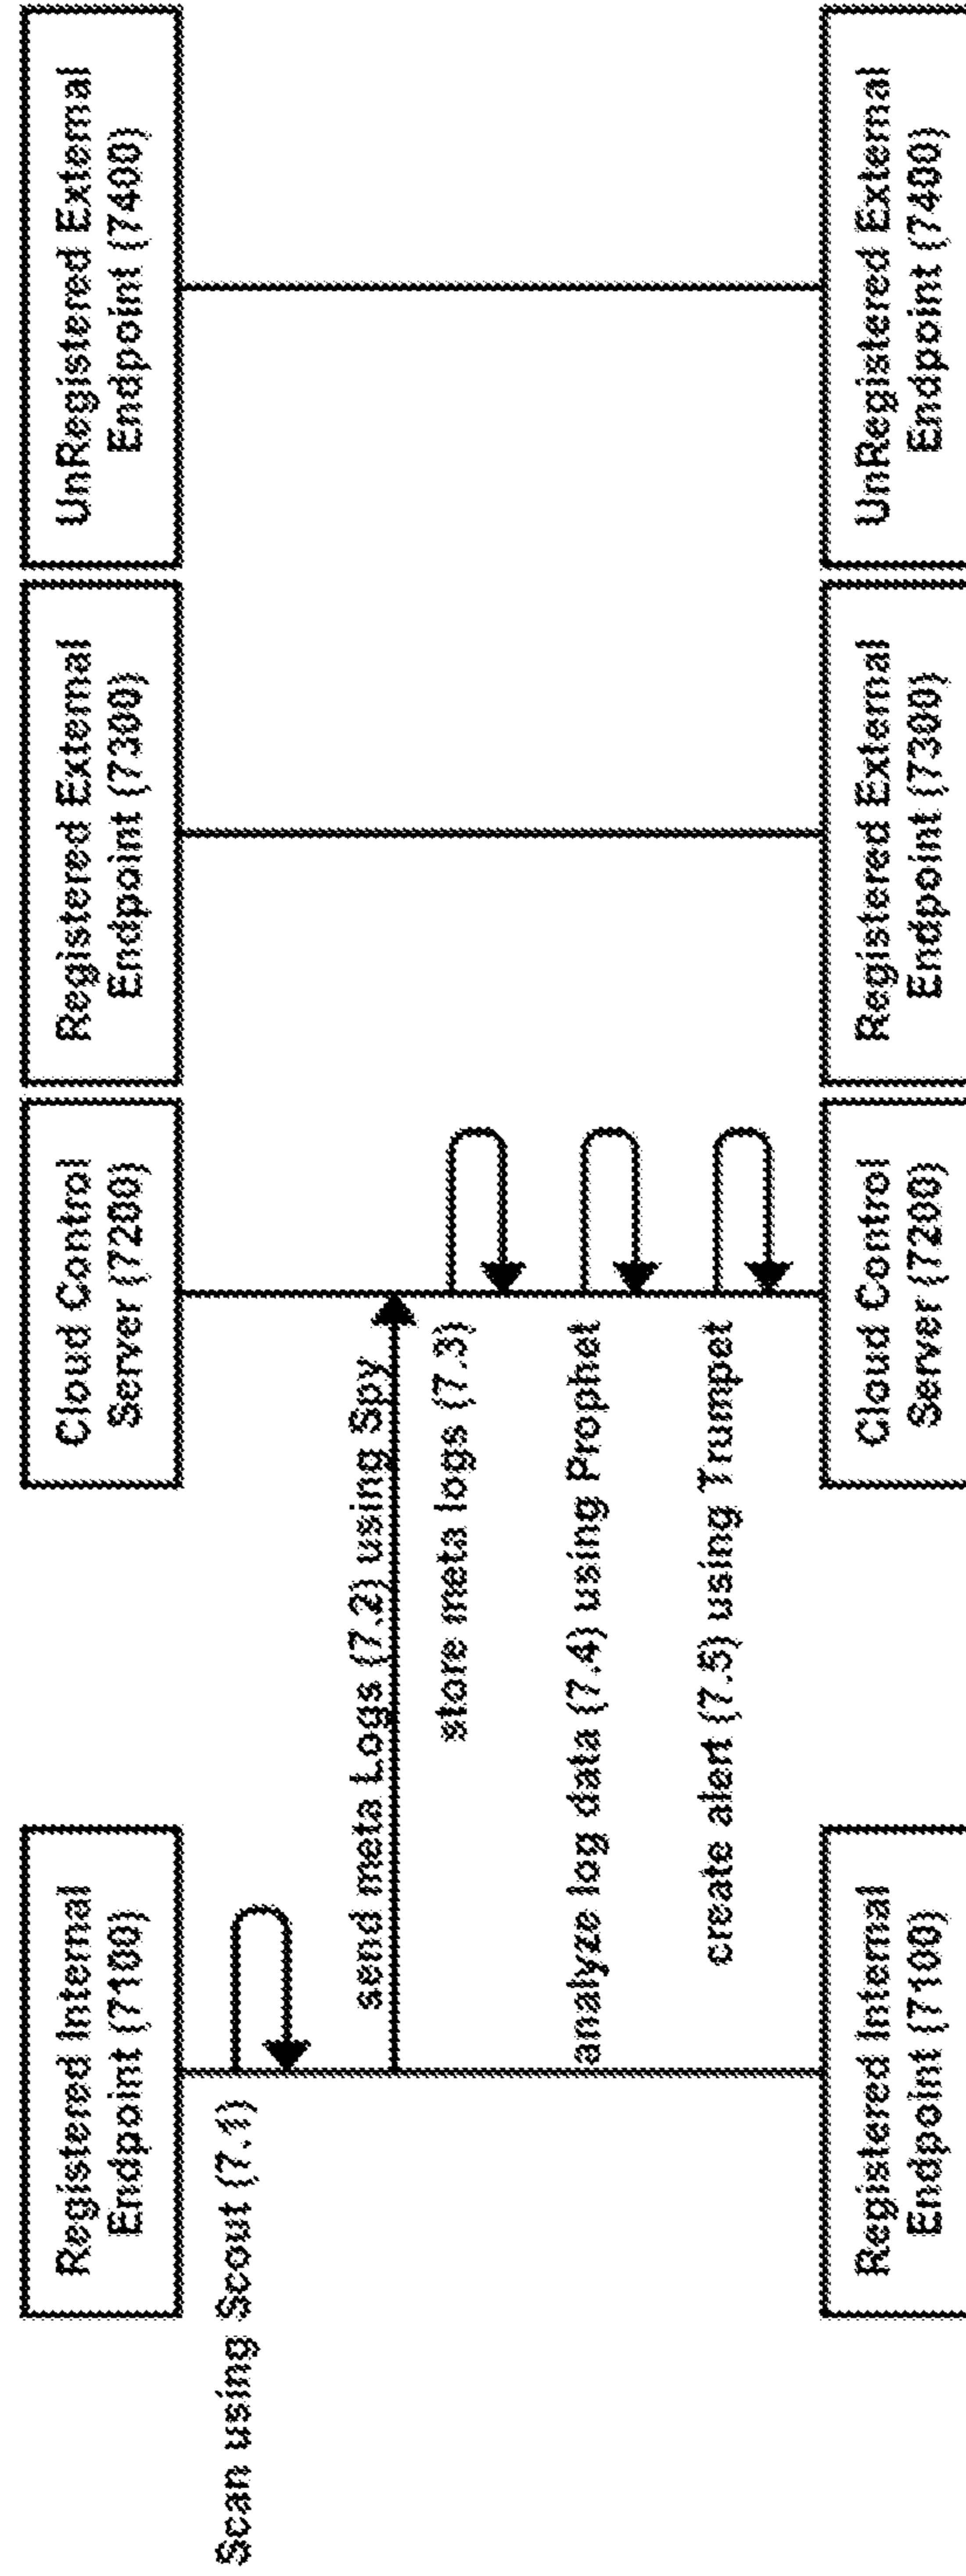 Registered Internal
Endpoint (7100)
Cloud Control
Server (7200)
Registered External
Endpoint (7300)
UnRegistered External
Endpoint (7400)
Scan using Scout (7.1)
send meta Logs (7.2) using Spy
store meta logs (7.3)
analyze log data (7.4) using Prophet
create alert (7.5) using Trumpet
Registered Internal
Endpoint (7100)
Cloud Control
Server (7200)
Registered External
Endpoint (7300)
UnRegistered External
Endpoint (7400)